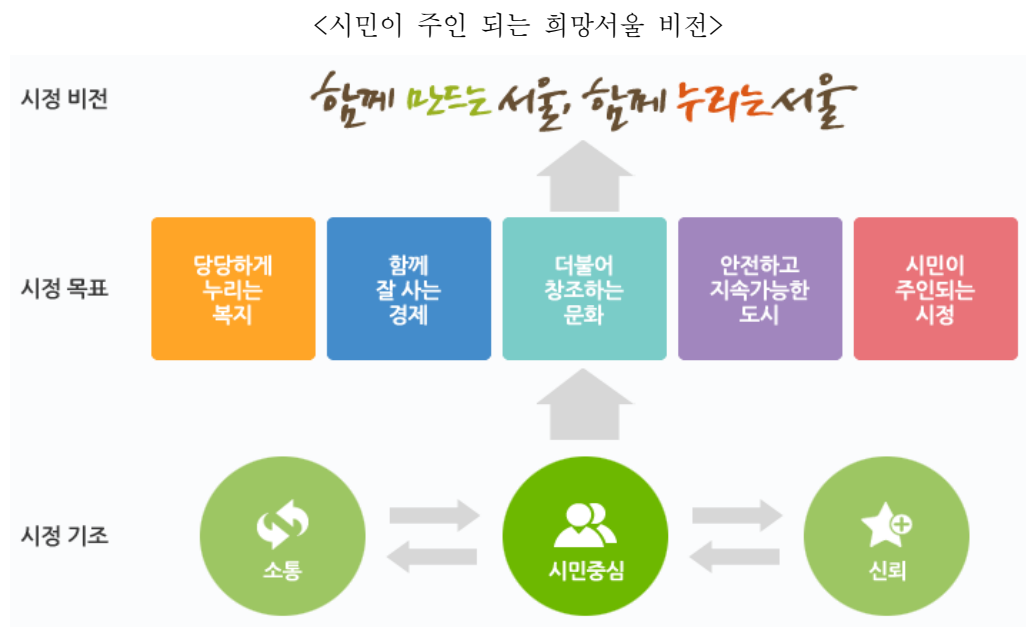 <시민이 주인 되는 희망서울 비전>
시정 비전
함께 만드는 서울, 함께 누리는 서울
시정 목표
당당하게
누리는
복지
함께
잘 사는
경제
더불어
창조하는
문화
안전하고
지속가능한
도시
시민이
주인되는
시정
시정 기조
소통
시민중심
신뢰